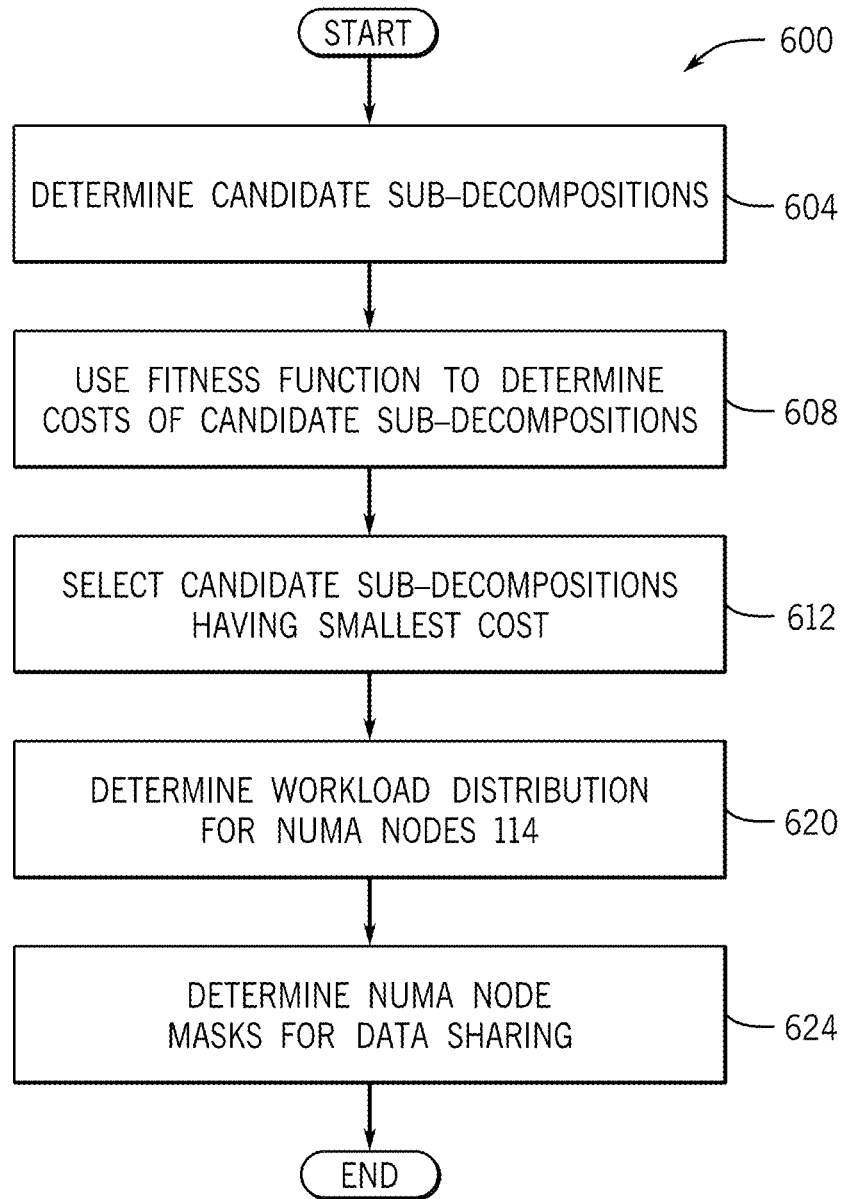 START
600
DETERMINE CANDIDATE SUB–DECOMPOSITIONS
604
USE FITNESS FUNCTION TO DETERMINE
COSTS OF CANDIDATE SUB–DECOMPOSITIONS
608
SELECT CANDIDATE SUB–DECOMPOSITIONS
HAVING SMALLEST COST
612
DETERMINE WORKLOAD DISTRIBUTION
FOR NUMA NODES 114
620
DETERMINE NUMA NODE
MASKS FOR DATA SHARING
624
END